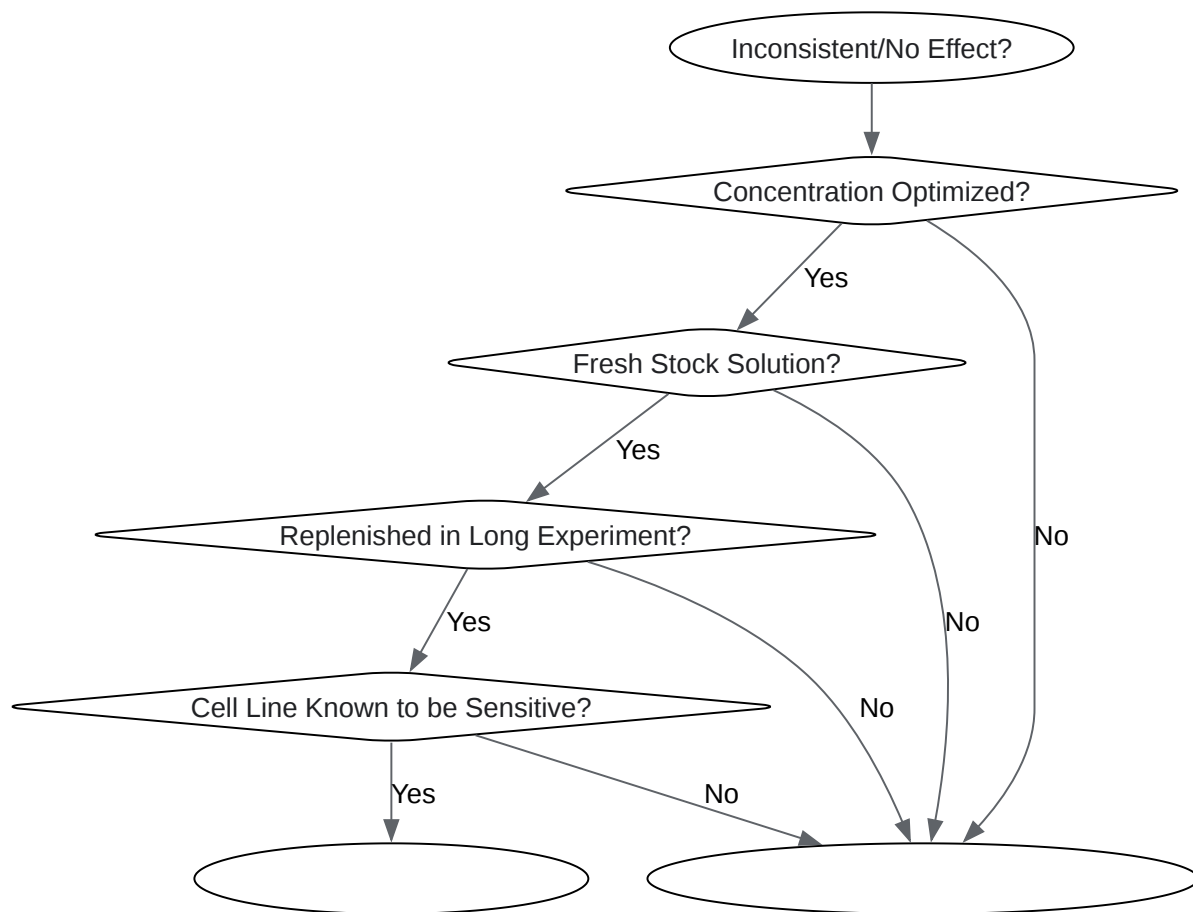 Inconsistent/No Effect?
Concentration Optimized?
Yes
Fresh Stock Solution?
Yes
Replenished in Long Experiment?
No
Yes
No
Cell Line Known to be Sensitive?
No
Yes
No